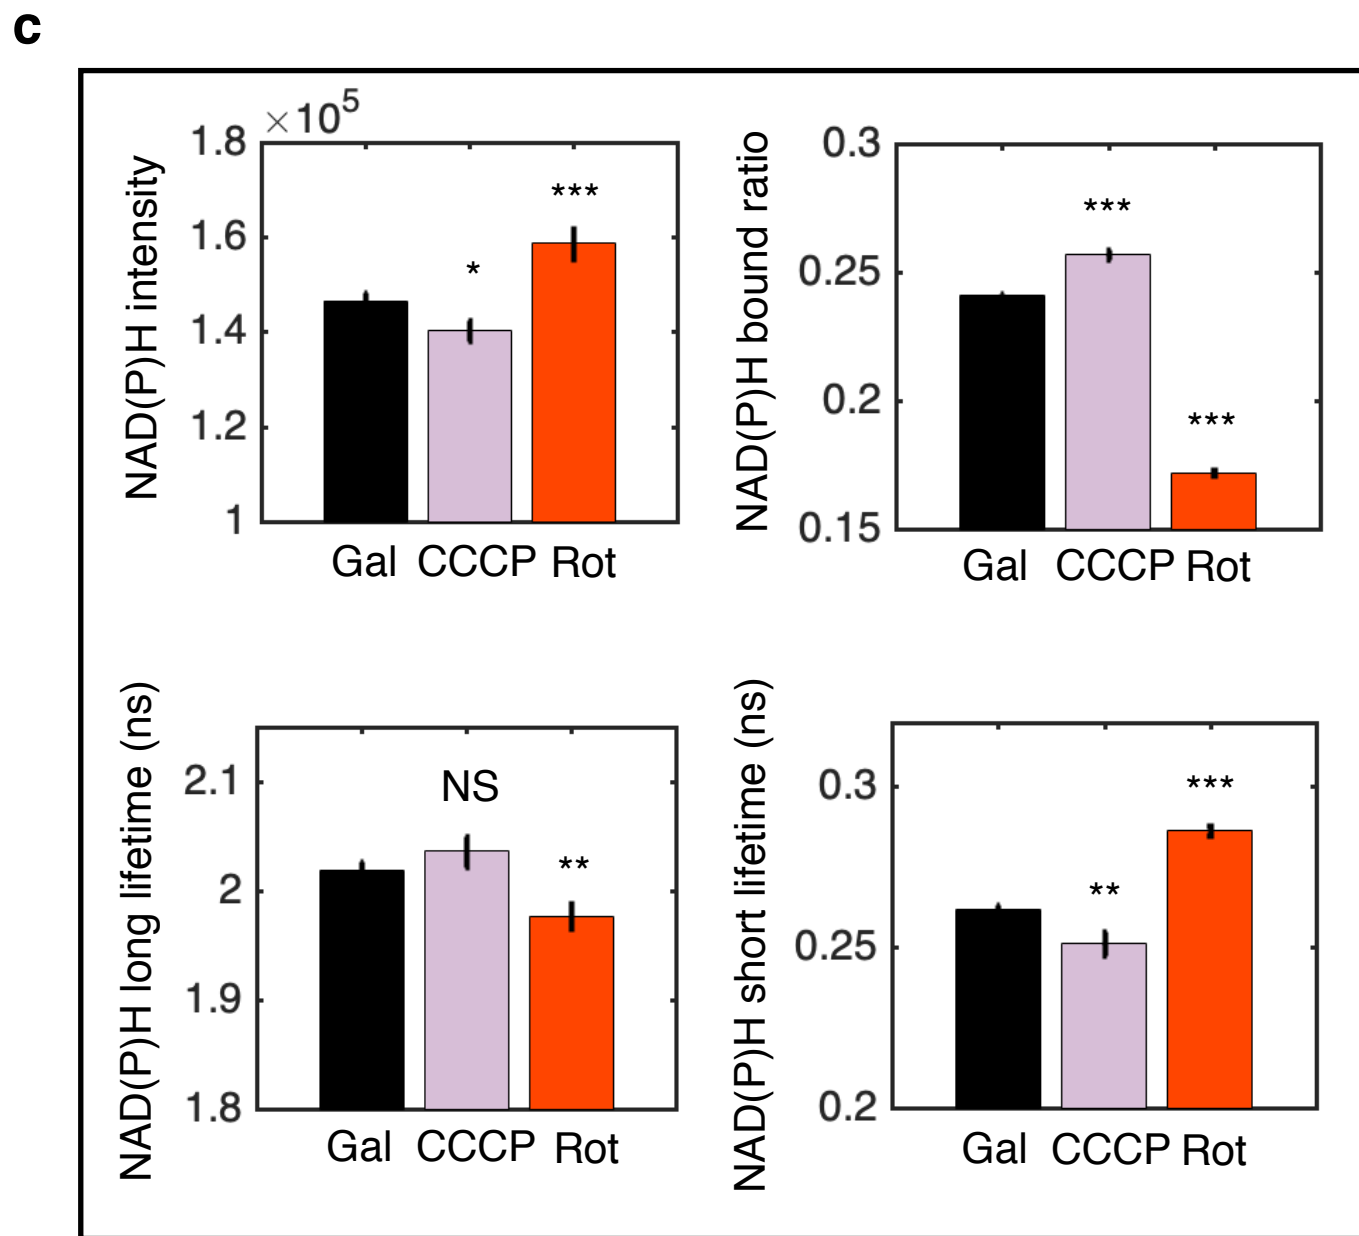 c
×10⁵
NAD(P)H intensity
1.8
1.6
1.4
1.2
1
*
***
Gal CCCP Rot
NAD(P)H bound ratio
0.3
0.25
0.2
0.15
***
***
Gal CCCP Rot
NAD(P)H long lifetime (ns)
2.1
2
1.9
1.8
NS
**
Gal CCCP Rot
NAD(P)H short lifetime (ns)
0.3
0.25
0.2
**
***
Gal CCCP Rot